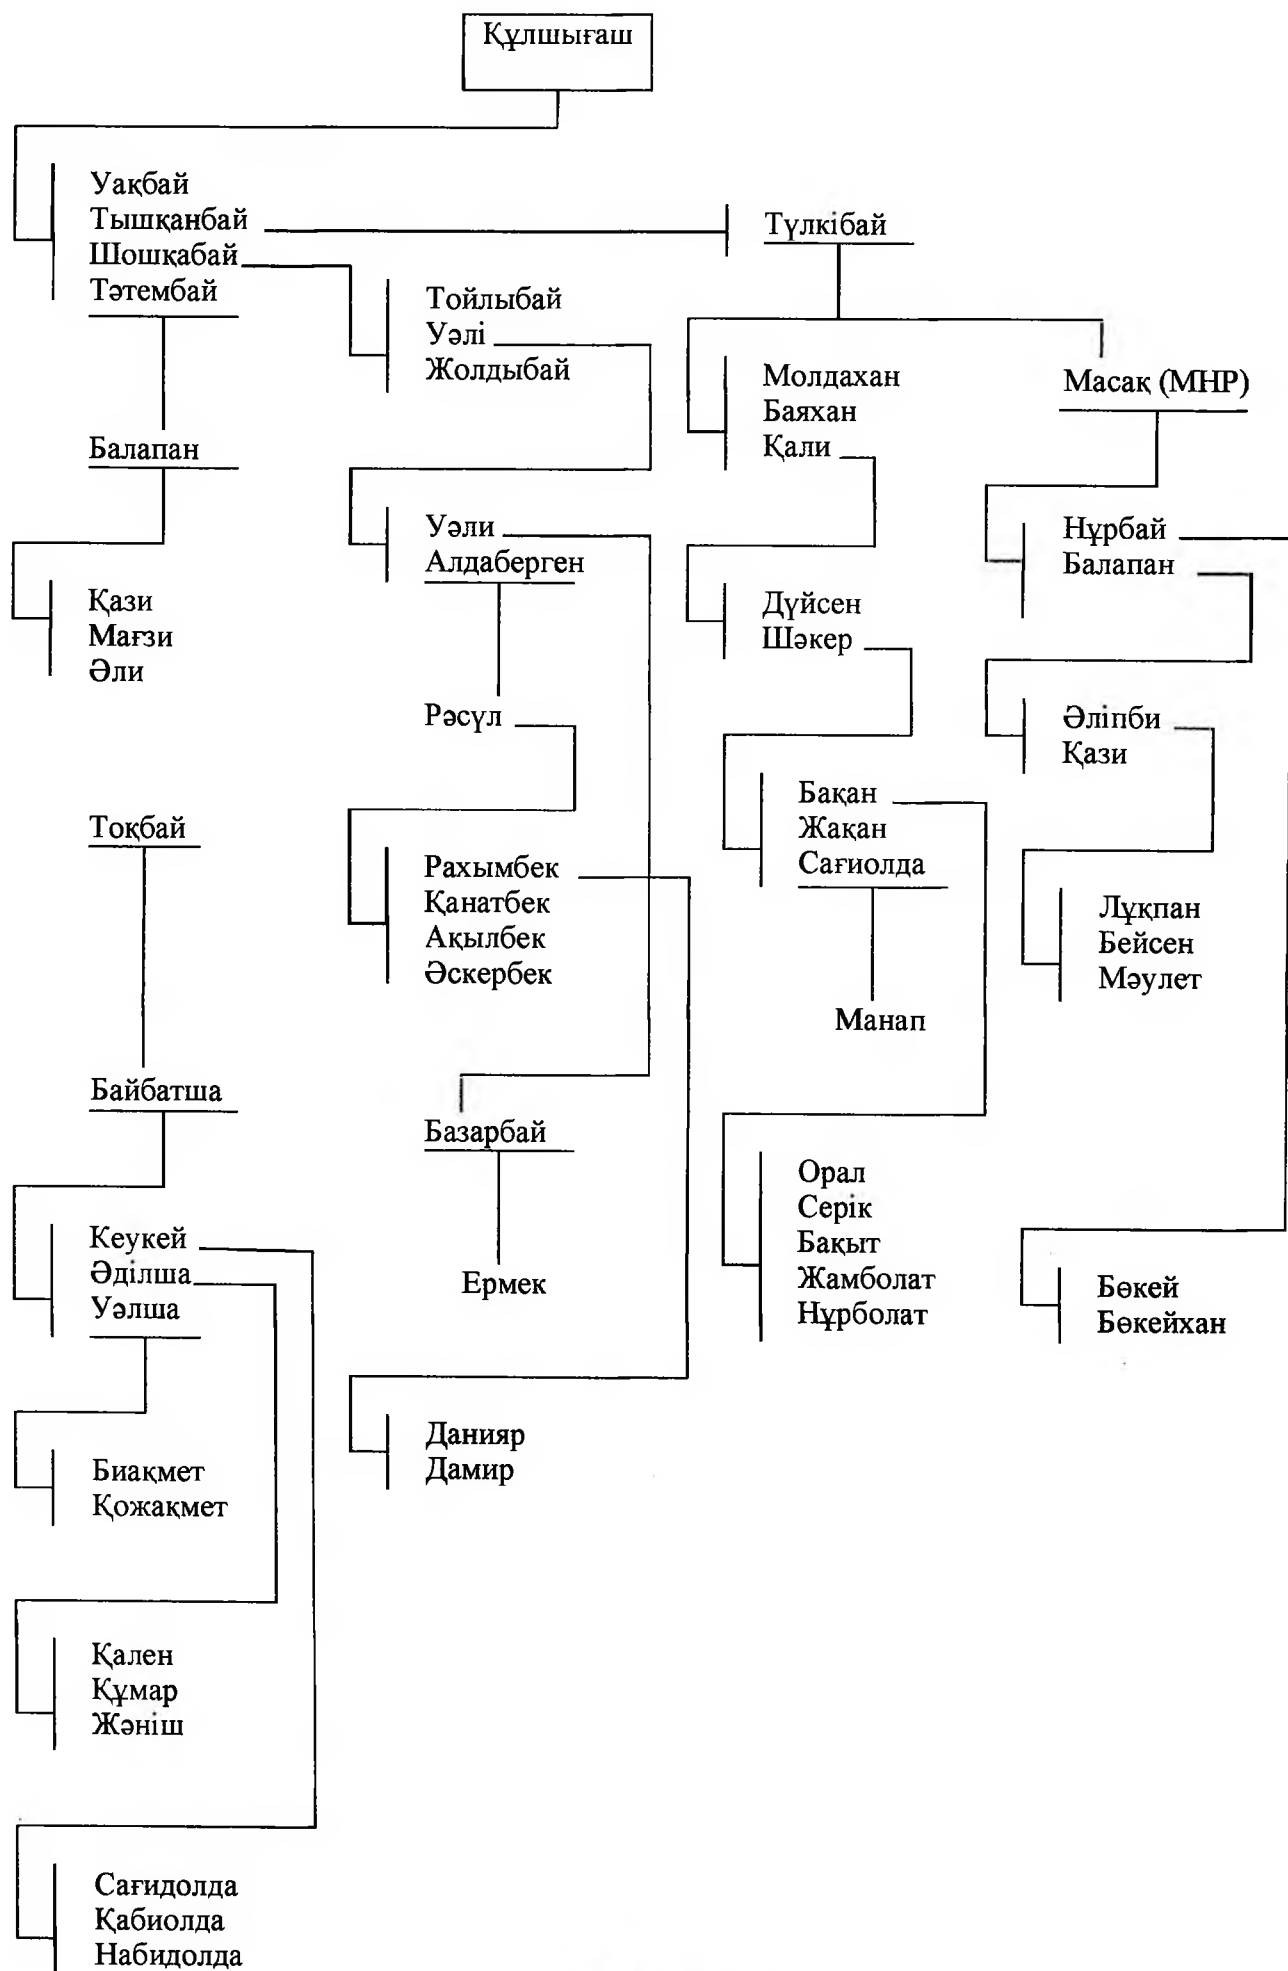 Құлшығаш
Уақбай
Тышқанбай
Шошқабай
Тәтембай
Түлкібай
Тойлыбай
Уәлі
Жолдыбай
Молдахан
Баяхан
Қали
Масақ (МНР)
Балапан
Уәли
Алдаберген
Нұрбай
Балапан
Қази
Мағзи
Әли
Дүйсен
Шәкер
Рәсүл
Әліпби
Қази
Тоқбай
Бақан
Жақан
Сағиолда
Рахымбек
Қанатбек
Ақылбек
Әскербек
Лұқпан
Бейсен
Мәулет
Манап
Байбатша
Базарбай
Орал
Серік
Бақыт
Жамболат
Нұрболат
Кеукей
Әділша
Уәлша
Ермек
Бөкей
Бөкейхан
Данияр
Дамир
Биақмет
Қожақмет
Қален
Құмар
Жәніш
Сағидолда
Қабиолда
Набидолда